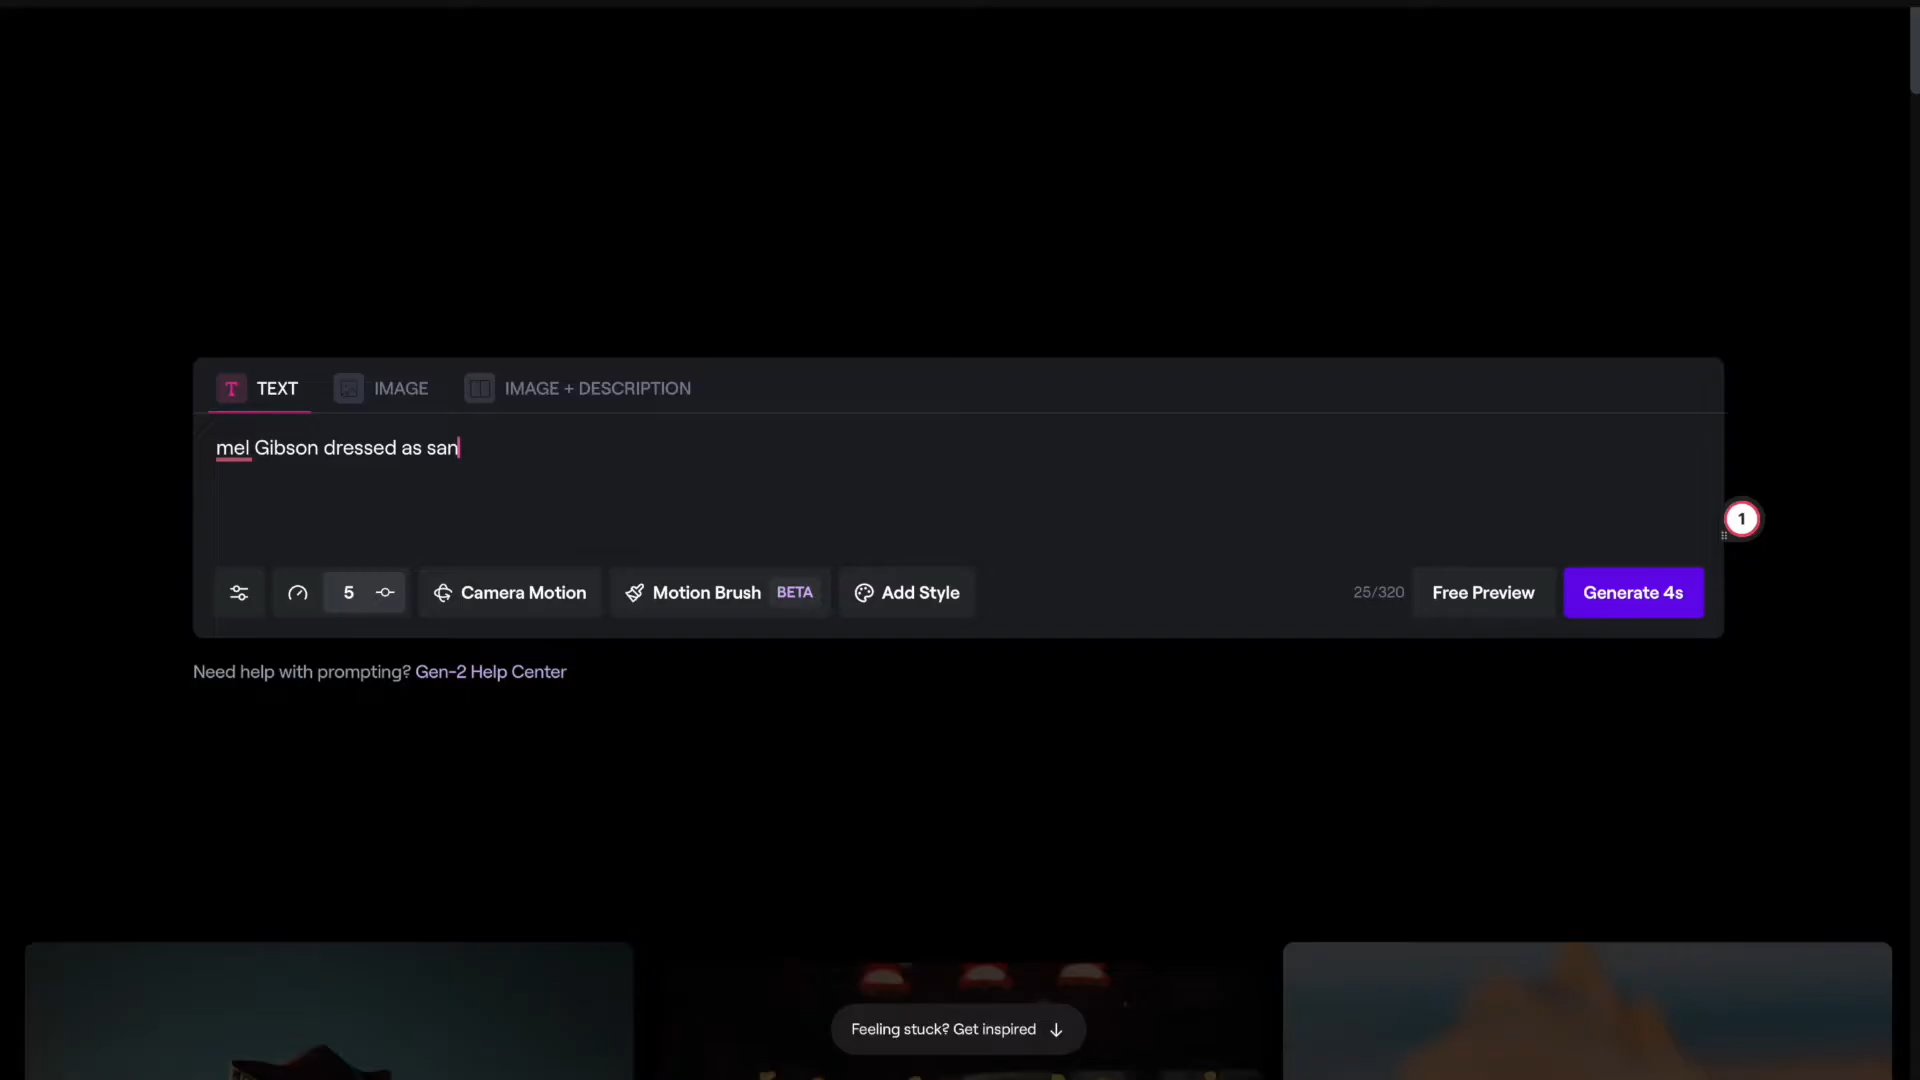 TEXT IMAGE IMAGE + DESCRIPTION
mel Gibson dressed as san
1
5 Camera Motion Motion Brush BETA Add Style 25/320 Free Preview Generate 4s
Need help with prompting? Gen-2 Help Center
Feeling stuck? Get inspired ↓